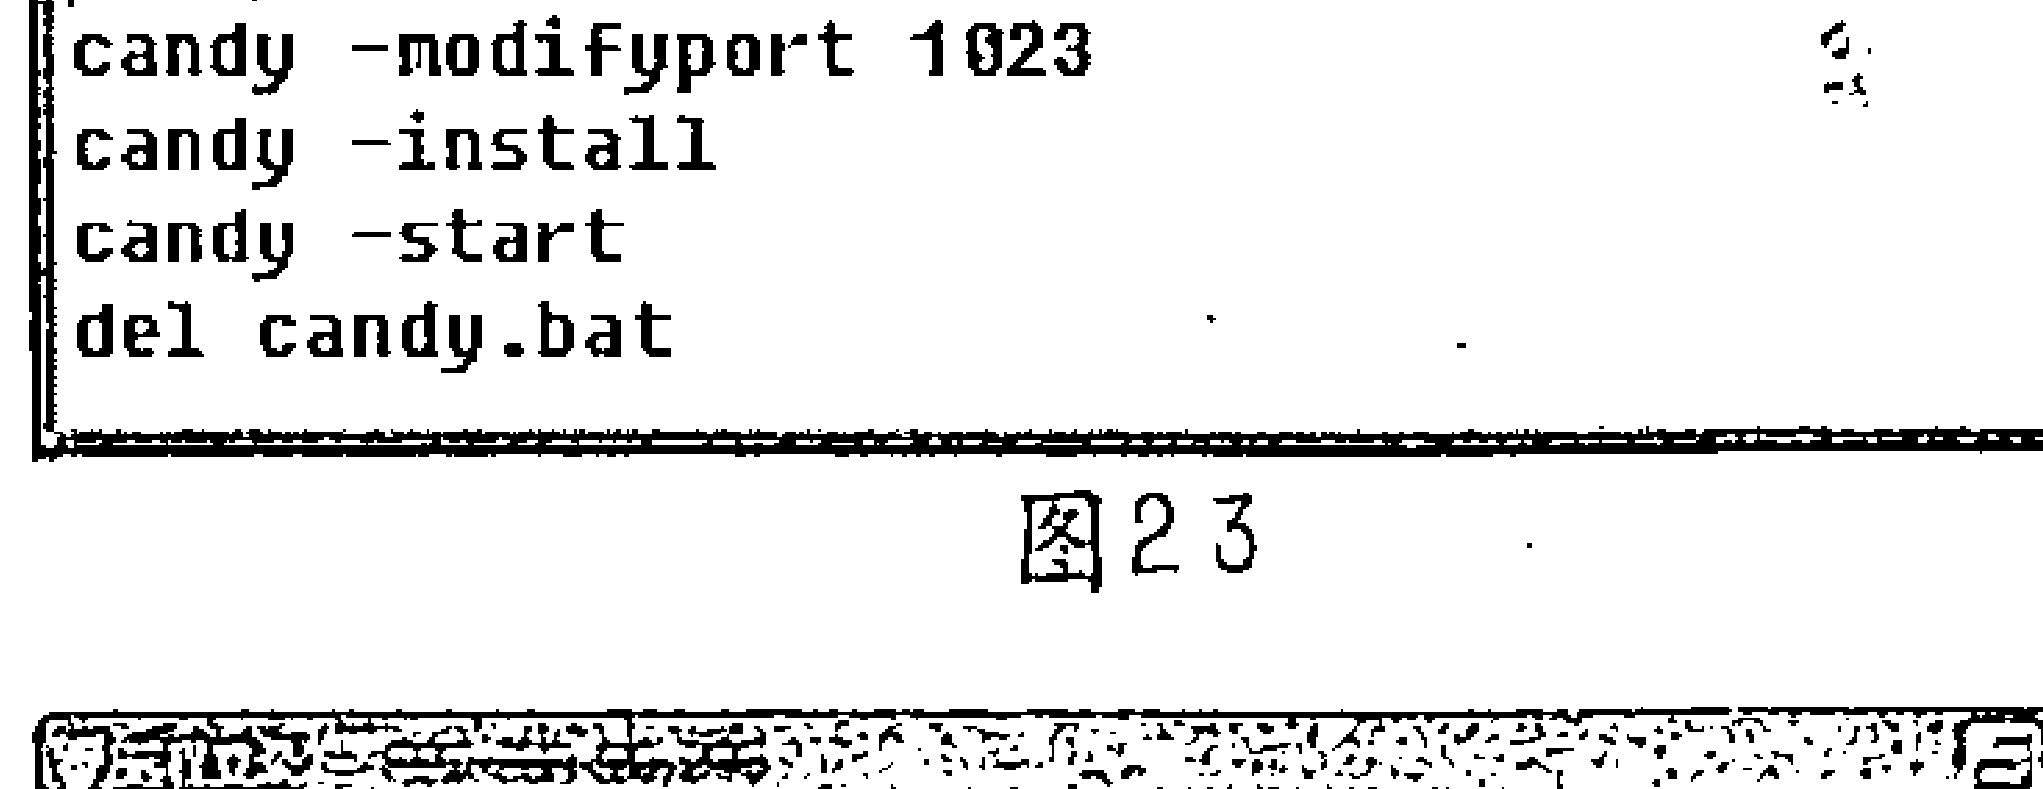 candy -modifyport 1023
candy -install
candy -start
del candy.bat
图23